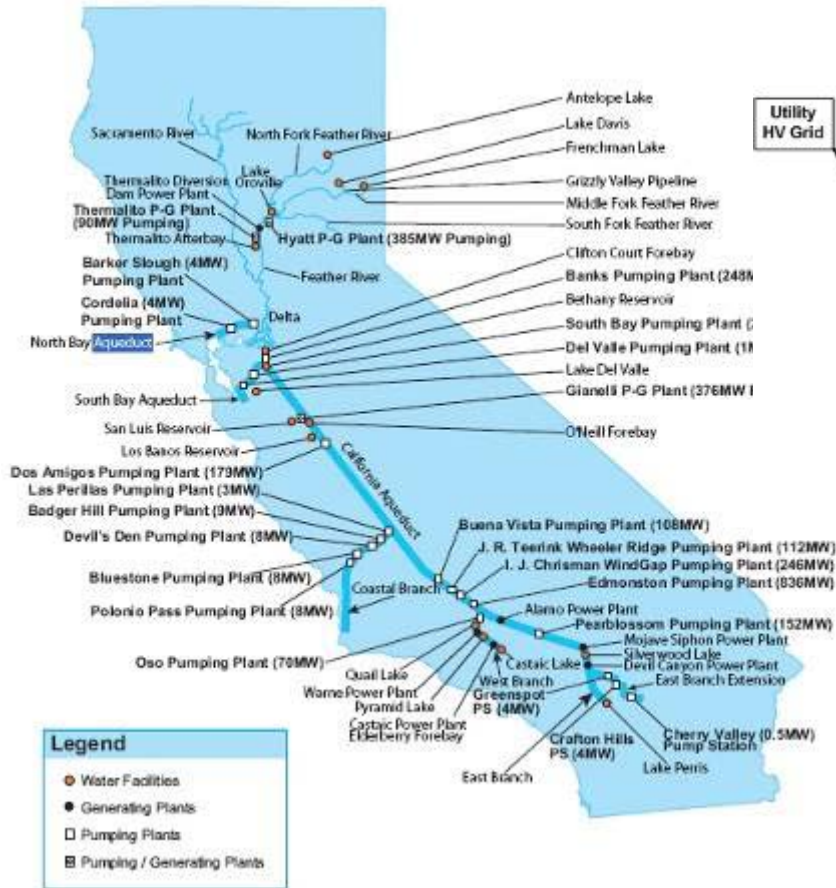 Antelope Lake
Lake Davis
Frenchman Lake
Utility
HV Grid
Sacramento River
North Fork Feather River
Lake
Oroville
Grizzly Valley Pipeline
Middle Fork Feather River
South Fork Feather River
Thermalito Diversion
Dam Power Plant
Thermalito P-G Plant
(90MW Pumping)
Thermalito Afterbay
Hyatt P-G Plant (385MW Pumping)
Feather River
Barker Slough (4MW)
Pumping Plant
Cordelia (4MW)
Pumping Plant
North Bay Aqueduct
Delta
Clifton Court Forebay
Banks Pumping Plant (248M
Bethany Reservoir
South Bay Pumping Plant (
Del Valle Pumping Plant (1M
Lake Del Valle
Gianelli P-G Plant (376MW
O'Neill Forebay
South Bay Aqueduct
San Luis Reservoir
Los Banos Reservoir
Dos Amigos Pumping Plant (179MW)
Las Perillas Pumping Plant (3MW)
Badger Hill Pumping Plant (9MW)
Devil's Den Pumping Plant (8MW)
Bluestone Pumping Plant (8MW)
Polonio Pass Pumping Plant (8MW)
California Aqueduct
Coastal Branch
Buena Vista Pumping Plant (108MW)
J. R. Teerink Wheeler Ridge Pumping Plant (112MW)
I. J. Chrisman WindGap Pumping Plant (246MW)
Edmonston Pumping Plant (836MW)
Alamo Power Plant
Pearblossom Pumping Plant (152MW)
Mojave Siphon Power Plant
Silverwood Lake
Devil Canyon Power Plant
East Branch Extension
Oso Pumping Plant (70MW)
Quail Lake
Warne Power Plant
Pyramid Lake
Castaic Power Plant
Elderberry Forebay
Castaic Lake
West Branch
Greenspot
PS (4MW)
Crafton Hills
PS (4MW)
East Branch
Cherry Valley (0.5MW)
Pump Station
Lake Perris
Legend
Water Facilities
Generating Plants
Pumping Plants
Pumping / Generating Plants